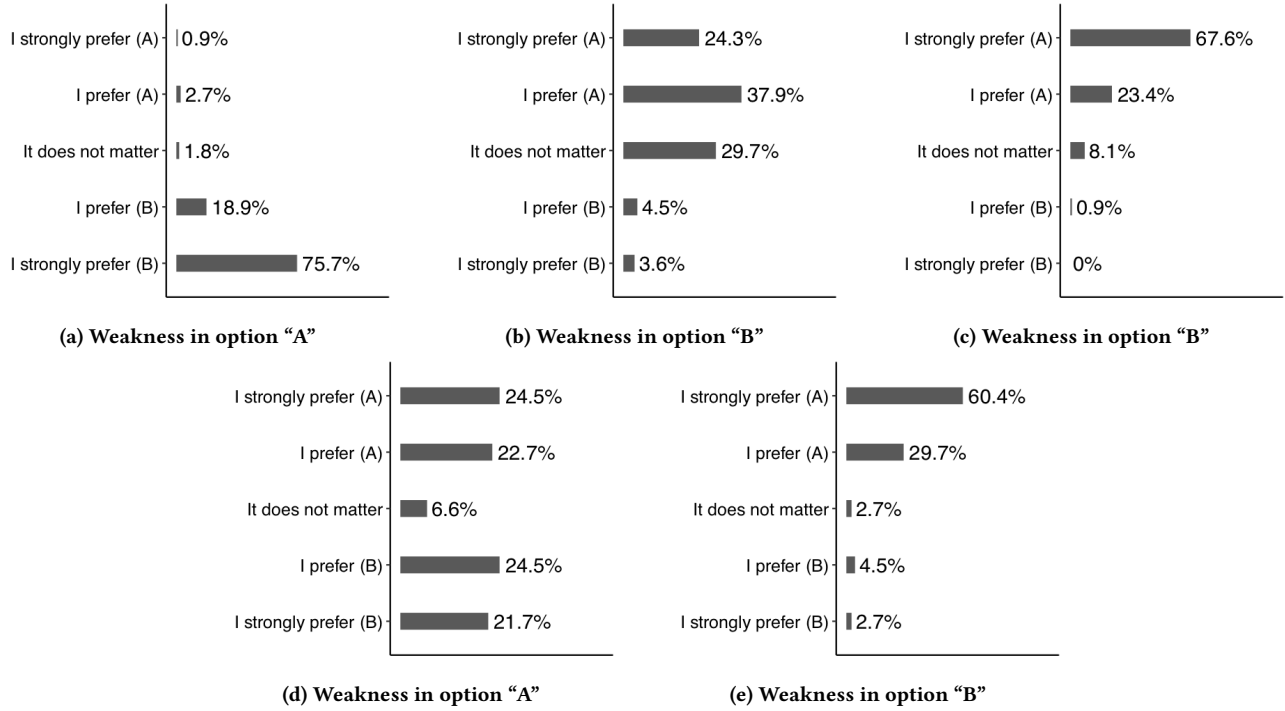 I strongly prefer (A) 0.9%
I prefer (A) 2.7%
It does not matter 1.8%
I prefer (B) 18.9%
I strongly prefer (B) 75.7%
(a) Weakness in option “A”
I strongly prefer (A) 24.3%
I prefer (A) 37.9%
It does not matter 29.7%
I prefer (B) 4.5%
I strongly prefer (B) 3.6%
(b) Weakness in option “B”
I strongly prefer (A) 67.6%
I prefer (A) 23.4%
It does not matter 8.1%
I prefer (B) 0.9%
I strongly prefer (B) 0%
(c) Weakness in option “B”
I strongly prefer (A) 24.5%
I prefer (A) 22.7%
It does not matter 6.6%
I prefer (B) 24.5%
I strongly prefer (B) 21.7%
(d) Weakness in option “A”
I strongly prefer (A) 60.4%
I prefer (A) 29.7%
It does not matter 2.7%
I prefer (B) 4.5%
I strongly prefer (B) 2.7%
(e) Weakness in option “B”